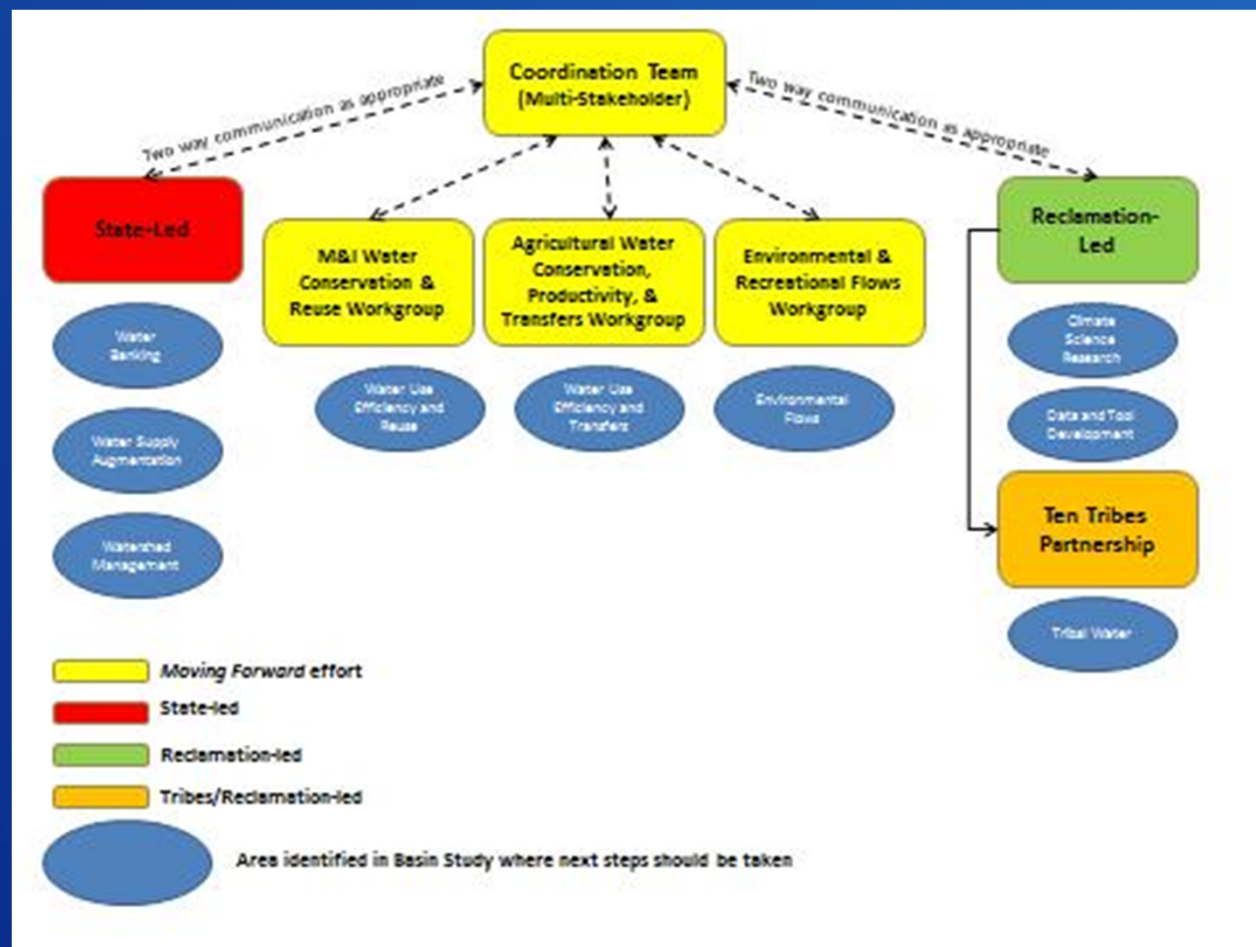 Coordination Team
(Multi-Stakeholder)
Two way communication as appropriate
Two way communication as appropriate
State-Led
M&I Water
Conservation &
Reuse Workgroup
Agricultural Water
Conservation,
Productivity, &
Transfers Workgroup
Environmental &
Recreational Flows
Workgroup
Reclamation-
Led
Water
Banking
Water Supply
Augmentation
Watershed
Management
Water Use
Efficiency and
Reuse
Water Use
Efficiency and
Transfers
Environmental
Flows
Climate
Science
Research
Data and Tool
Development
Ten Tribes
Partnership
Tribal Water
Moving Forward effort
State-led
Reclamation-led
Tribes/Reclamation-led
Area identified in Basin Study where next steps should be taken